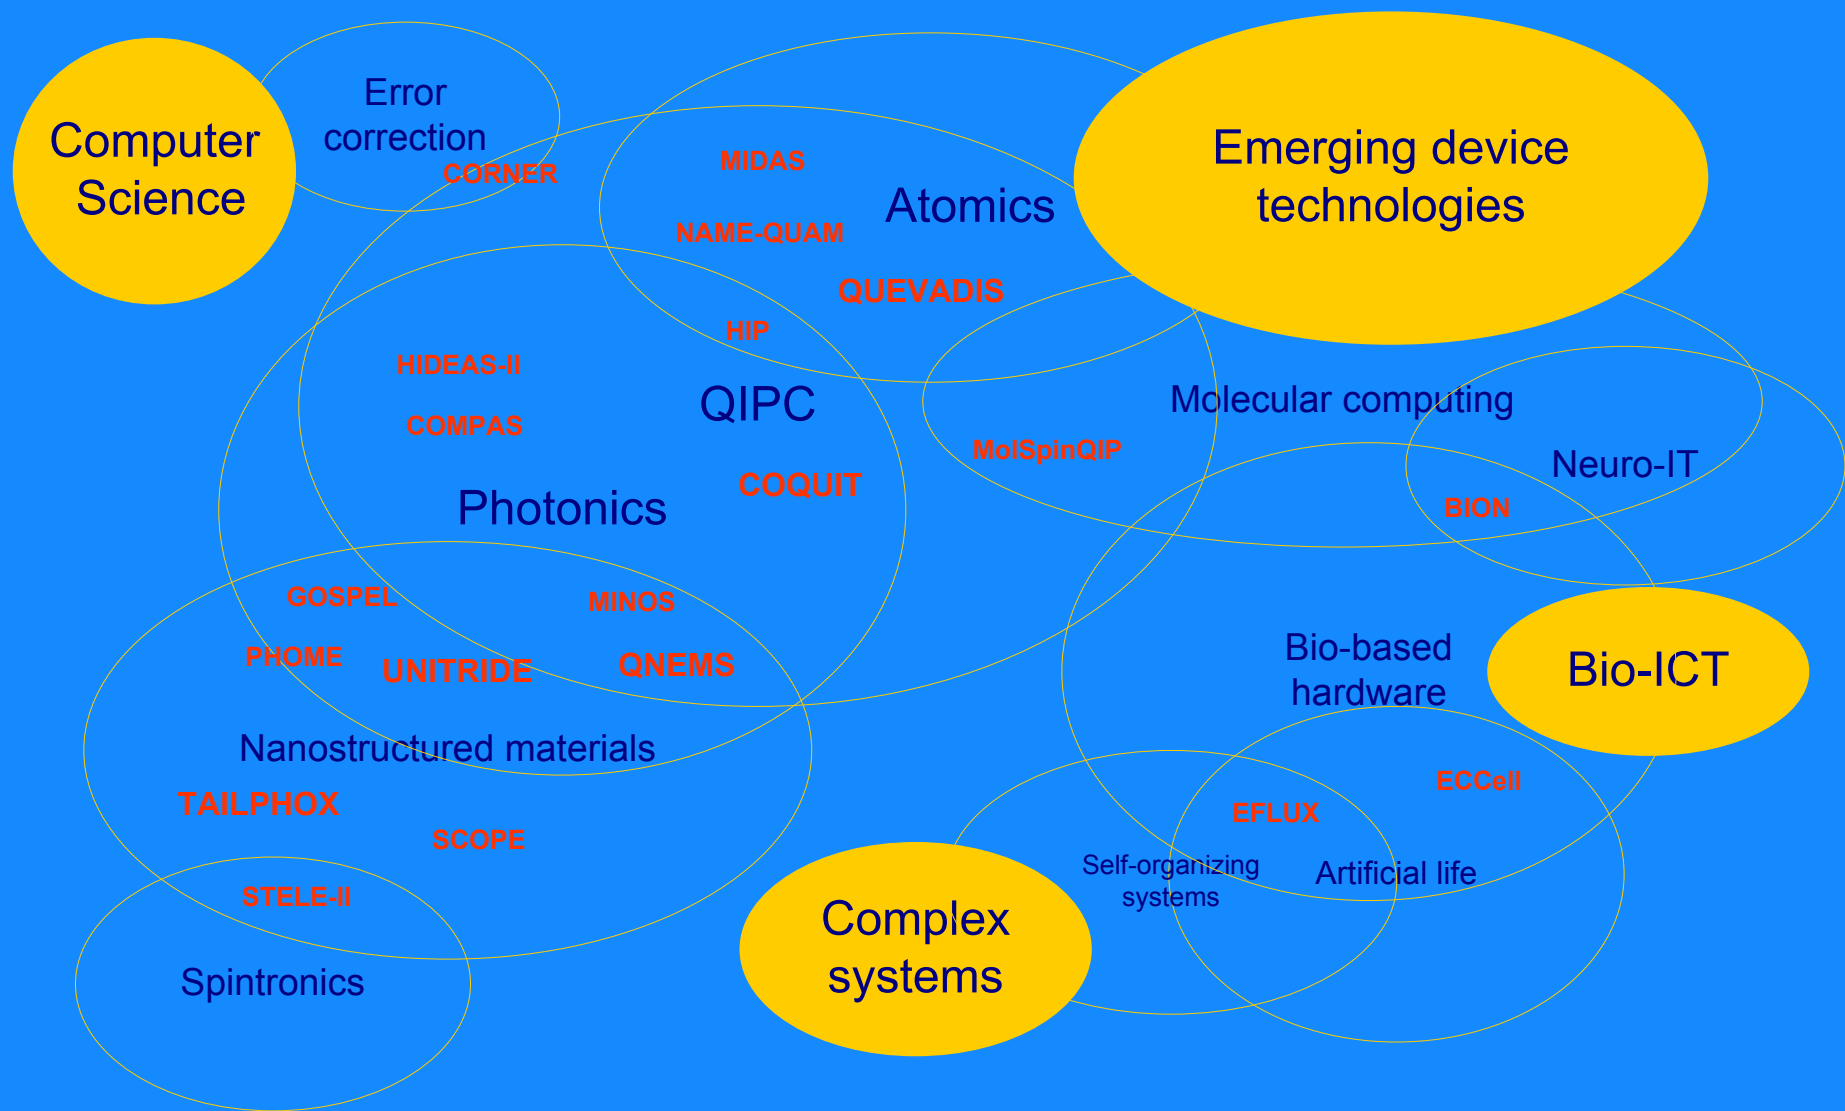 Error
correction
Computer
Science
CORNER
MIDAS
NAME-QUAM
Atomics
QUEVADIS
HIP
Emerging device
technologies
HIDEAS-II
COMPAS
QIPC
COQUIT
Photonics
Molecular computing
MolSpinQIP
Neuro-IT
BION
GOSPEL
MINOS
PHOME
UNITRIDE
QNEMS
Nanostructured materials
TAILPHOX
SCOPE
STELE-II
Spintronics
Bio-based
hardware
Bio-ICT
ECCell
EFLUX
Self-organizing
systems
Artificial life
Complex
systems